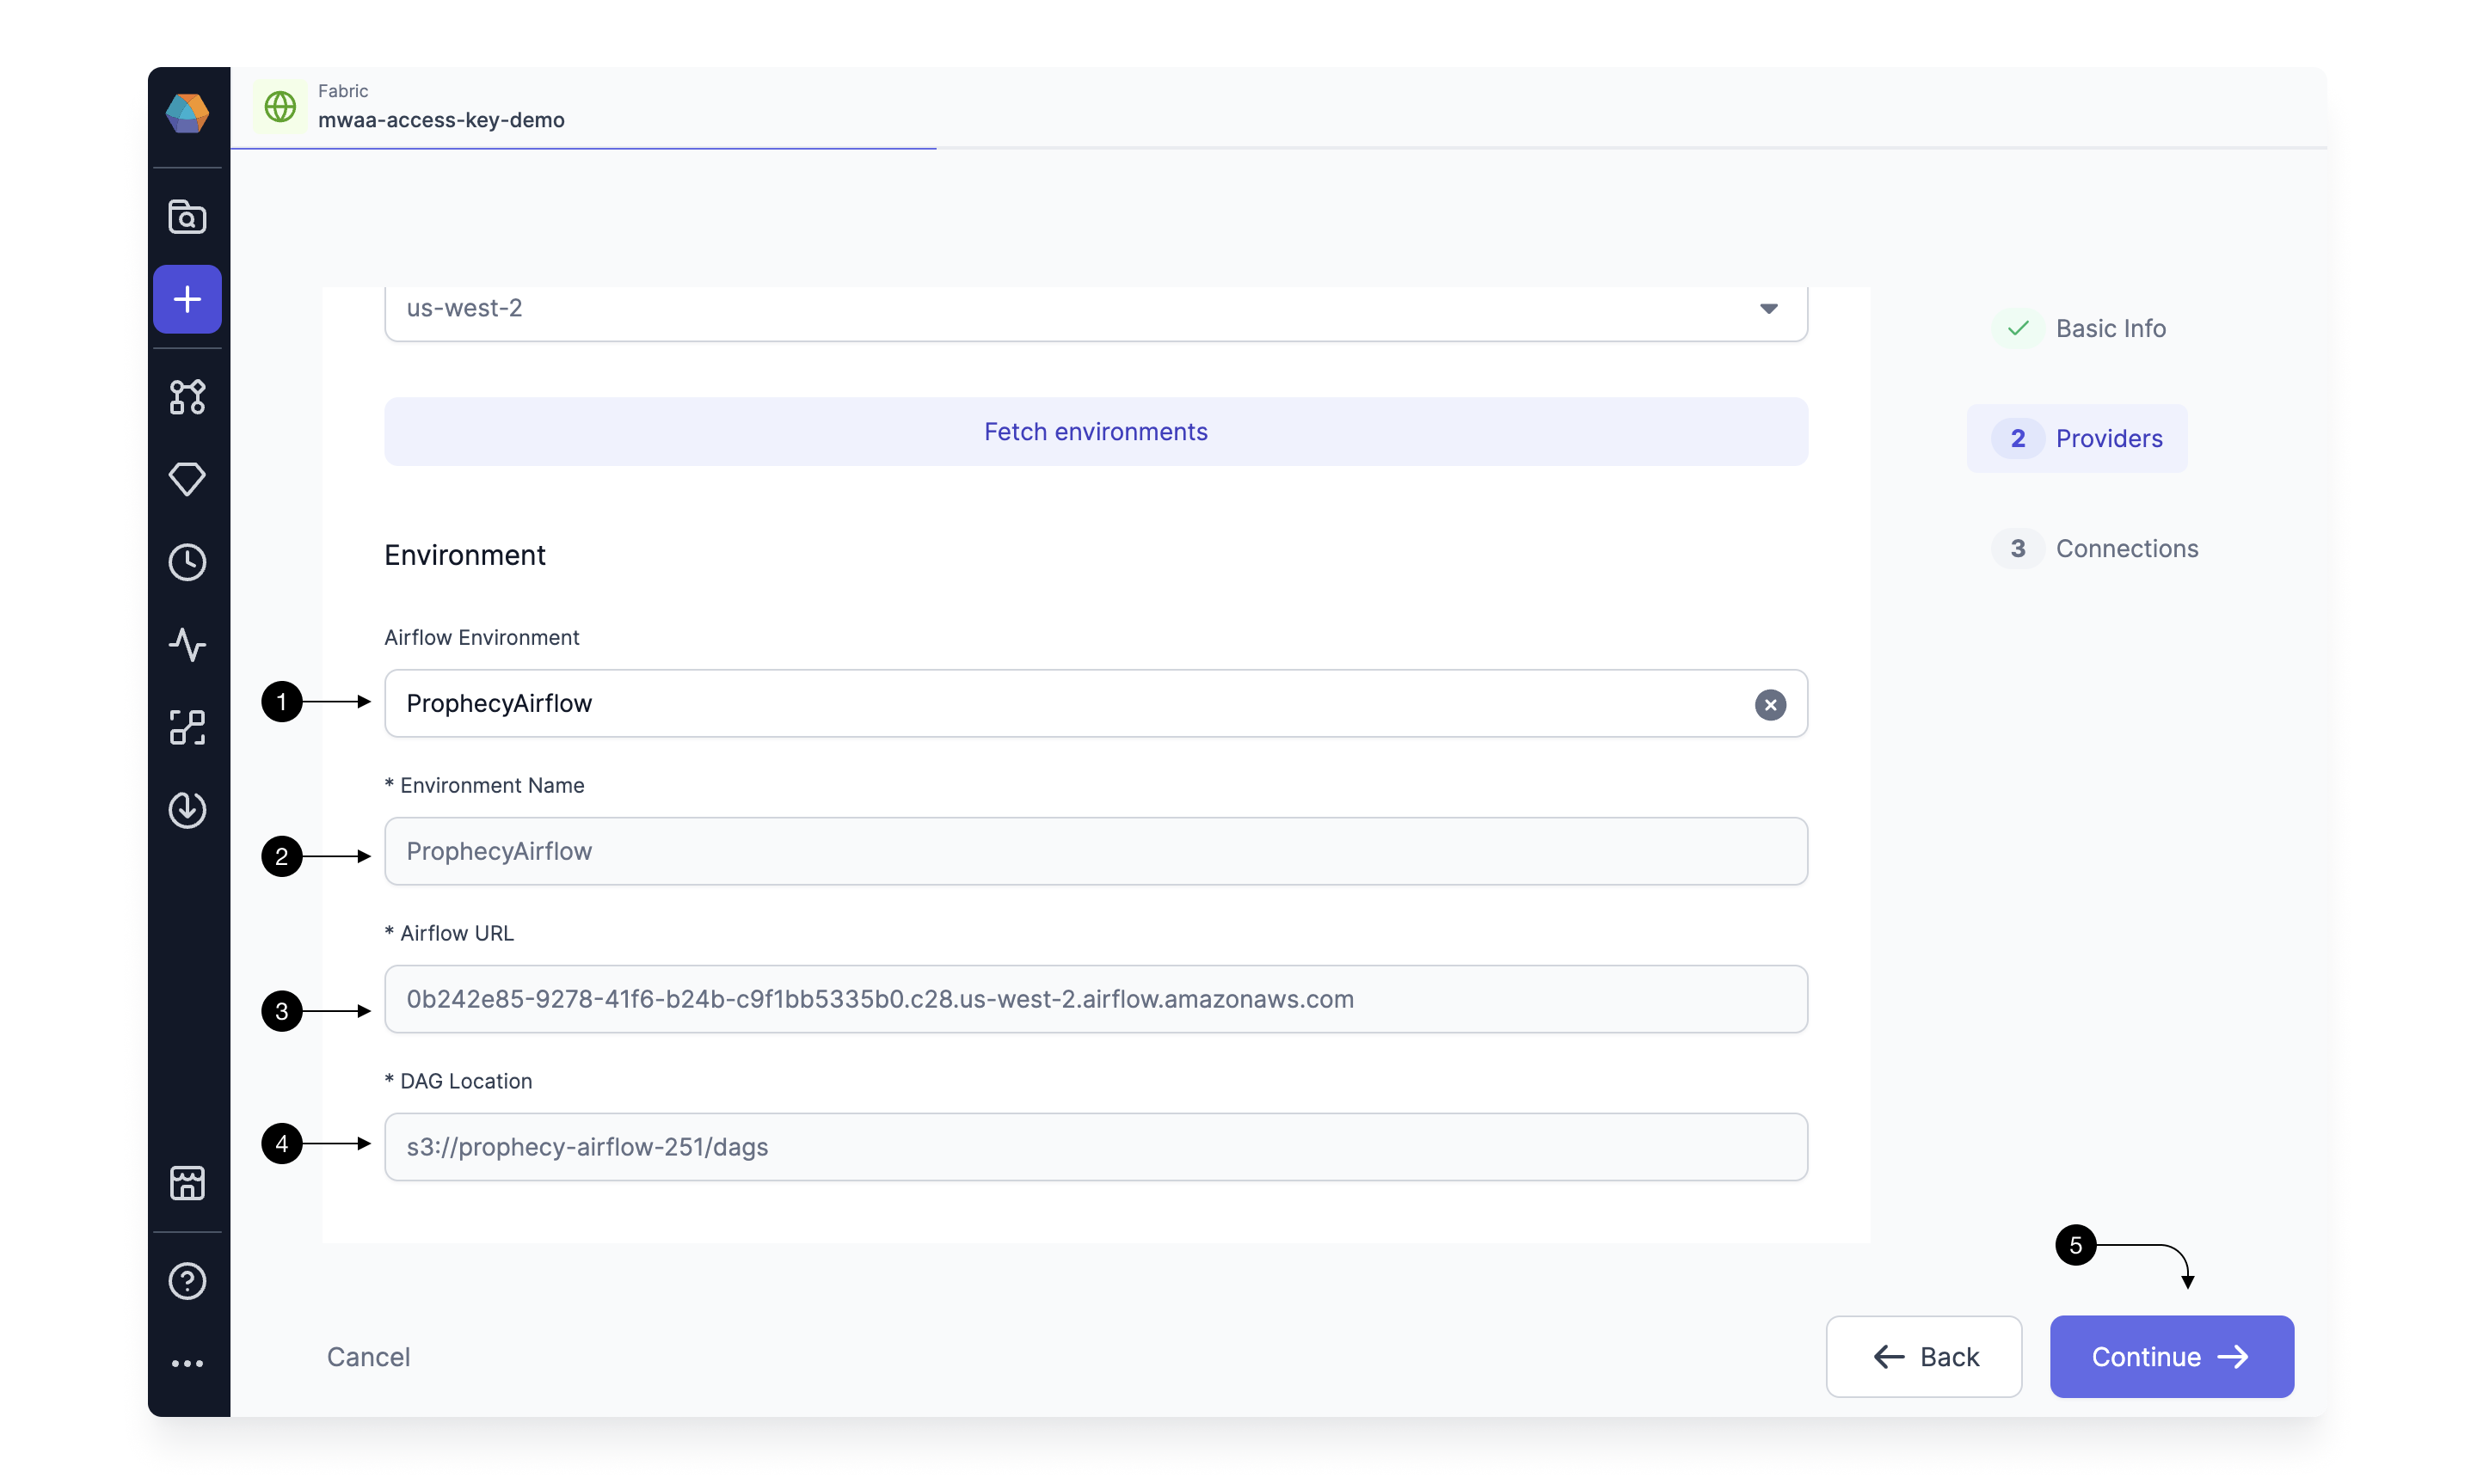 Fabric
mwaa-access-key-demo
us-west-2
Fetch environments
Environment
Airflow Environment
1
ProphecyAirflow
* Environment Name
2
ProphecyAirflow
* Airflow URL
3
0b242e85-9278-41f6-b24b-c9f1bb5335b0.c28.us-west-2.airflow.amazonaws.com
* DAG Location
4
s3://prophecy-airflow-251/dags
Basic Info
2 Providers
3 Connections
5
Cancel
Back
Continue